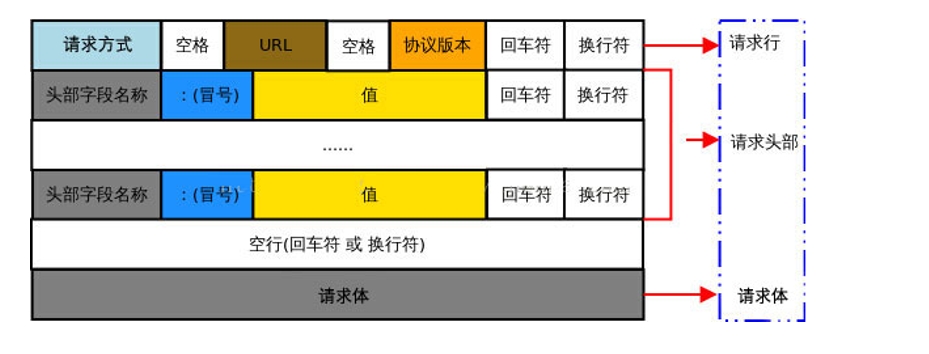 请求方式 空格 URL 空格 协议版本 回车符 换行符 请求行
头部字段名称 ：(冒号) 值 回车符 换行符
...... 请求头部
头部字段名称 ：(冒号) 值 回车符 换行符
空行(回车符 或 换行符)
请求体 请求体